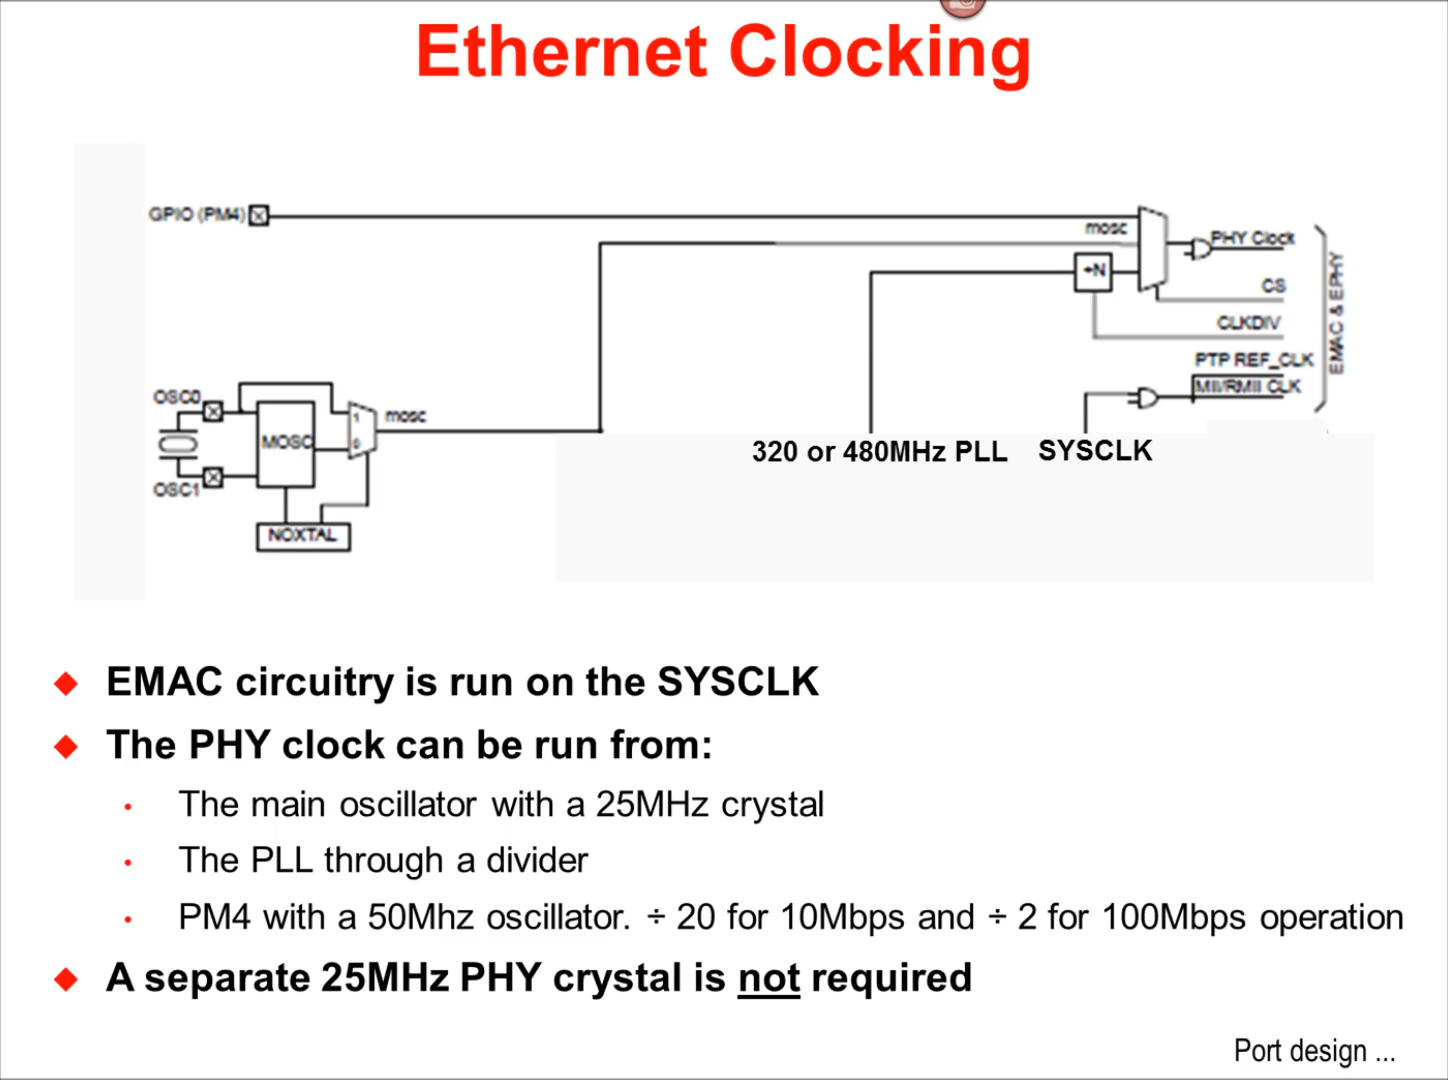 Ethernet Clocking
GPIO (PM4)
mosc
PHY Clock
÷N
CS
CLKDIV
EMAC & EPHY
PTP REF_CLK
MII/RMII CLK
OSC0
1
mosc
MOSC
0
OSC1
NOXTAL
320 or 480MHz PLL
SYSCLK
EMAC circuitry is run on the SYSCLK
The PHY clock can be run from:
The main oscillator with a 25MHz crystal
The PLL through a divider
PM4 with a 50Mhz oscillator. ÷ 20 for 10Mbps and ÷ 2 for 100Mbps operation
A separate 25MHz PHY crystal is not required
Port design ...